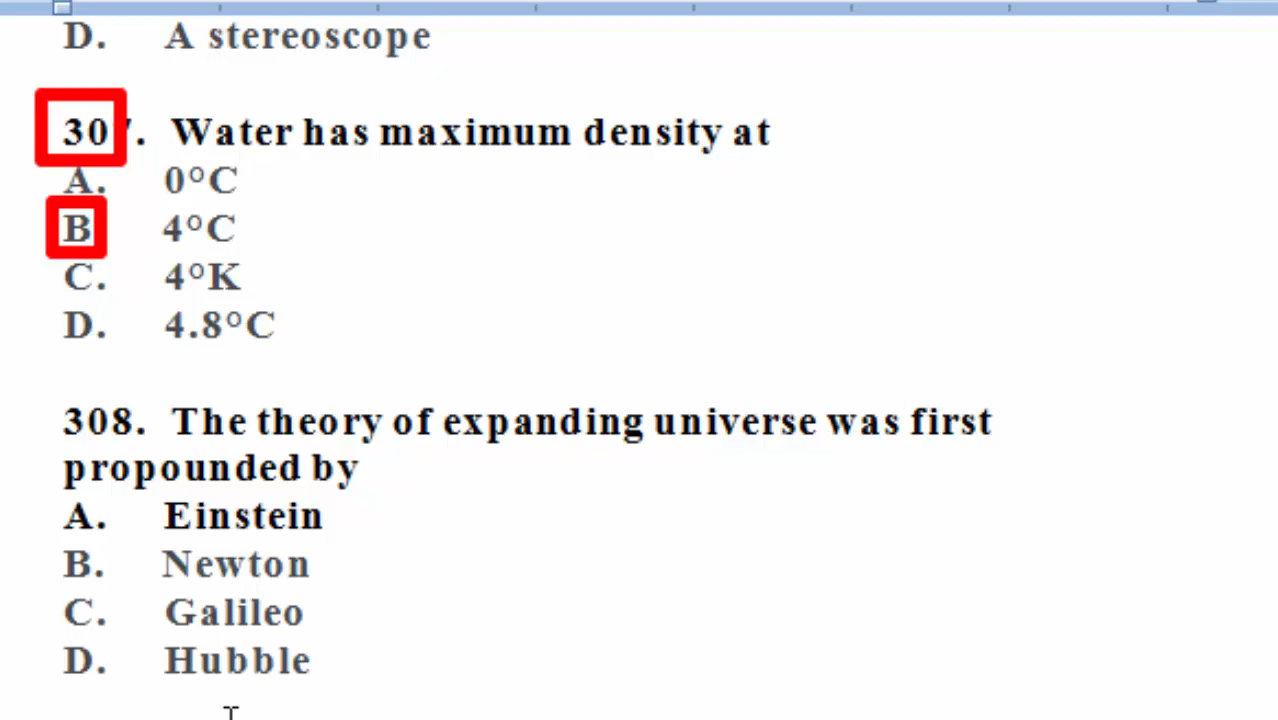 D. A stereoscope
307. Water has maximum density at
A. 0°C
B 4°C
C. 4°K
D. 4.8°C
308. The theory of expanding universe was first
propounded by
A. Einstein
B. Newton
C. Galileo
D. Hubble